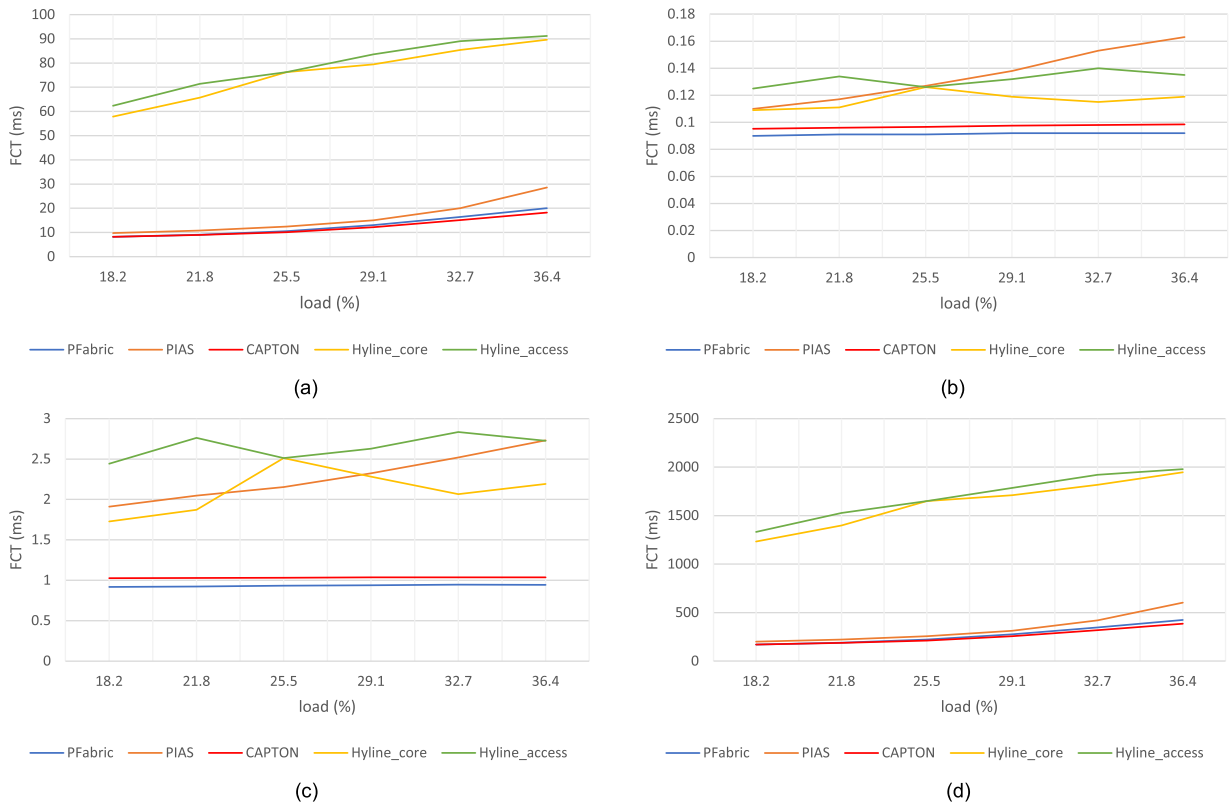 100
90
80
70
60
50
40
30
20
10
0
FCT (ms)
18.2 21.8 25.5 29.1 32.7 36.4
load (%)
PFabric PIAS CAPTON Hyline_core Hyline_access
(a)
0.18
0.16
0.14
0.12
0.1
0.08
0.06
0.04
0.02
0
FCT (ms)
18.2 21.8 25.5 29.1 32.7 36.4
load (%)
PFabric PIAS CAPTON Hyline_core Hyline_access
(b)
3
2.5
2
1.5
1
0.5
0
FCT (ms)
18.2 21.8 25.5 29.1 32.7 36.4
load (%)
PFabric PIAS CAPTON Hyline_core Hyline_access
(c)
2500
2000
1500
1000
500
0
FCT (ms)
18.2 21.8 25.5 29.1 32.7 36.4
load (%)
PFabric PIAS CAPTON Hyline_core Hyline_access
(d)